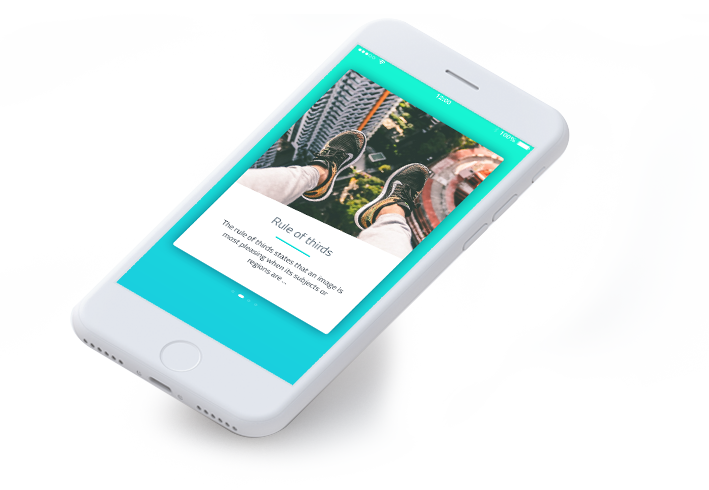 12:00
100%
Rule of thirds
The rule of thirds states that an image is
most pleasing when its subjects or
regions are ...